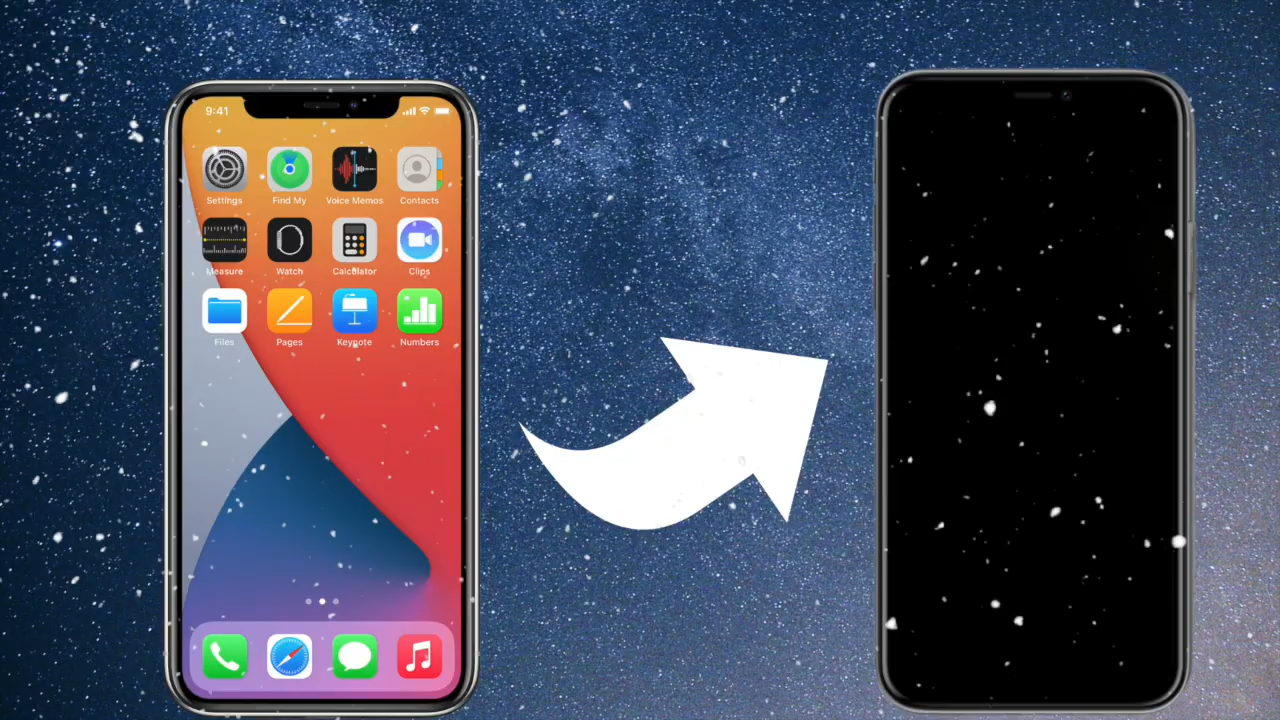 9:41
Settings Find My Voice Memos Contacts
Measure Watch Calculator Clips
Files Pages Keynote Numbers